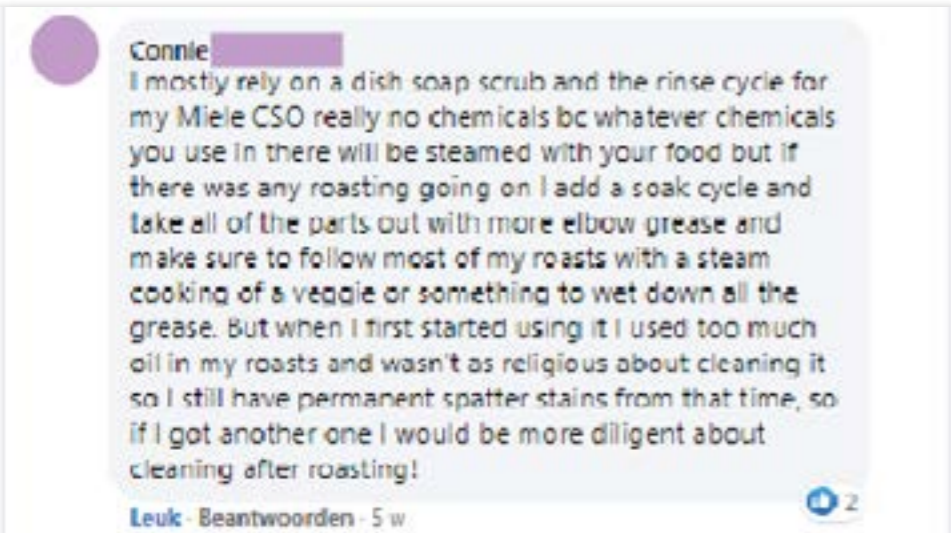 Connie
I mostly rely on a dish soap scrub and the rinse cycle for
my Miele CSO really no chemicals bc whatever chemicals
you use in there will be steamed with your food but if
there was any roasting going on I add a soak cycle and
take all of the parts out with more elbow grease and
make sure to follow most of my roasts with a steam
cooking of a veggie or something to wet down all the
grease. But when I first started using it I used too much
oil in my roasts and wasn't as religious about cleaning it
so I still have permanent spatter stains from that time, so
if I got another one I would be more diligent about
cleaning after roasting!
2
Leuk · Beantwoorden · 5 w